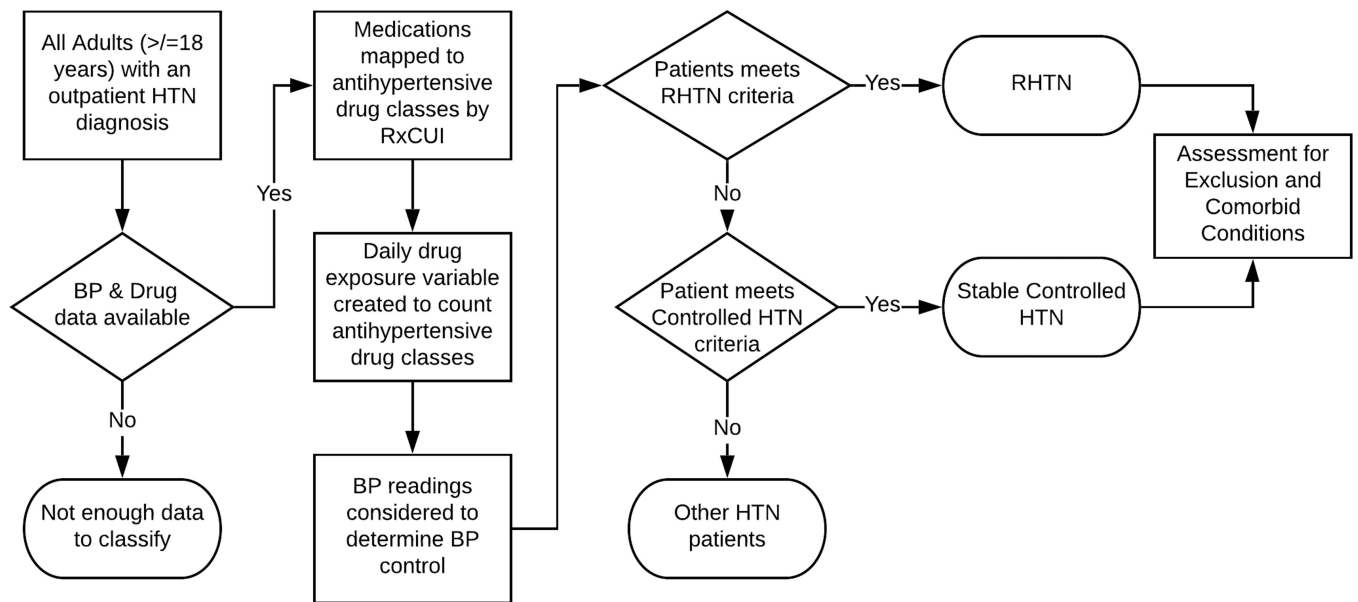 All Adults (>/=18
years) with an
outpatient HTN
diagnosis
BP & Drug
data available
No
Not enough data
to classify
Yes
Medications
mapped to
antihypertensive
drug classes by
RxCUI
Daily drug
exposure variable
created to count
antihypertensive
drug classes
BP readings
considered to
determine BP
control
Patients meets
RHTN criteria
Yes
RHTN
No
Patient meets
Controlled HTN
criteria
Yes
Stable Controlled
HTN
No
Other HTN
patients
Assessment for
Exclusion and
Comorbid
Conditions